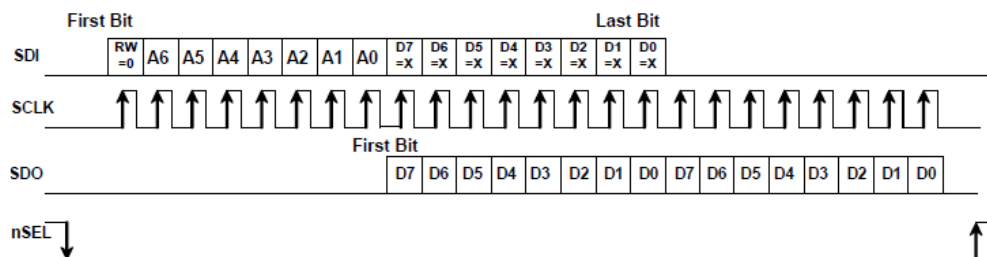 First Bit Last Bit
SDI RW =0 A6 A5 A4 A3 A2 A1 A0 D7 =X D6 =X D5 =X D4 =X D3 =X D2 =X D1 =X D0 =X
SCLK
First Bit
SDO D7 D6 D5 D4 D3 D2 D1 D0 D7 D6 D5 D4 D3 D2 D1 D0
nSEL